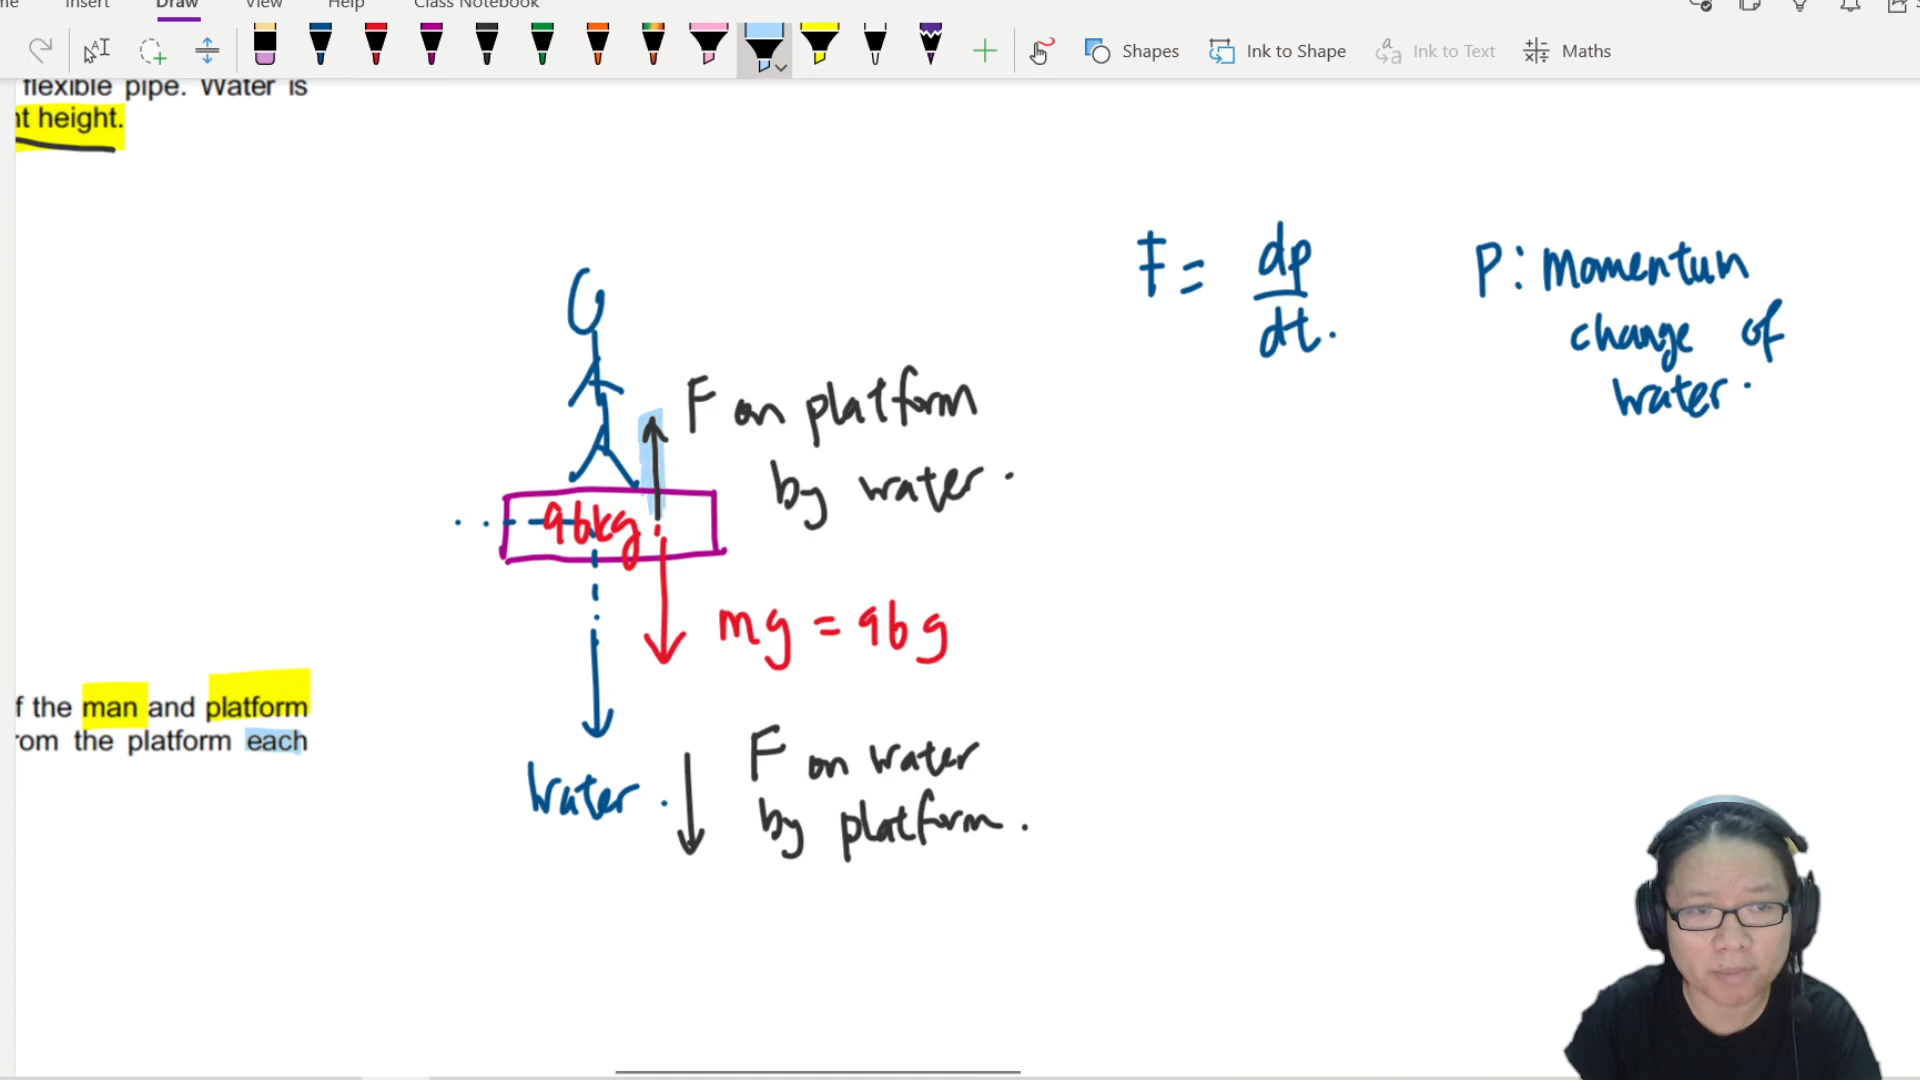 Insert Draw View Help Class Notebook
Shapes Ink to Shape Ink to Text Maths
flexible pipe. Water is
height.
F = dp/dt.
P: Momentum
change of
water.
F on platform
by water.
96kg
mg = 96g
the man and platform
the platform each
F on water
by platform.
Water.